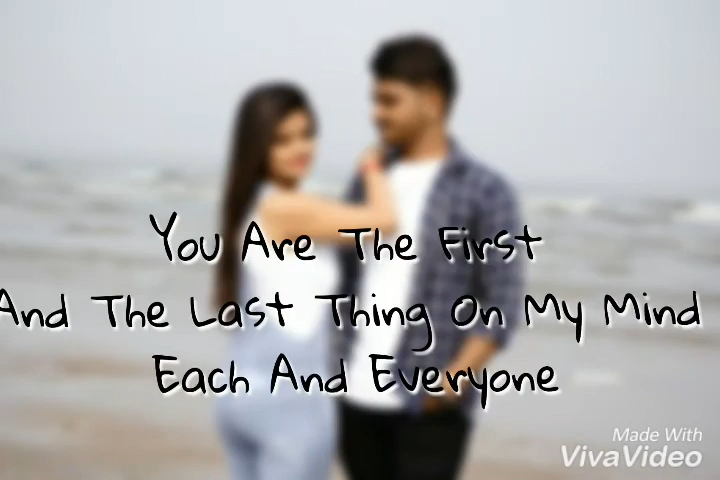 You Are The First
And The Last Thing On My Mind
Each And Everyone
Made With
VivaVideo